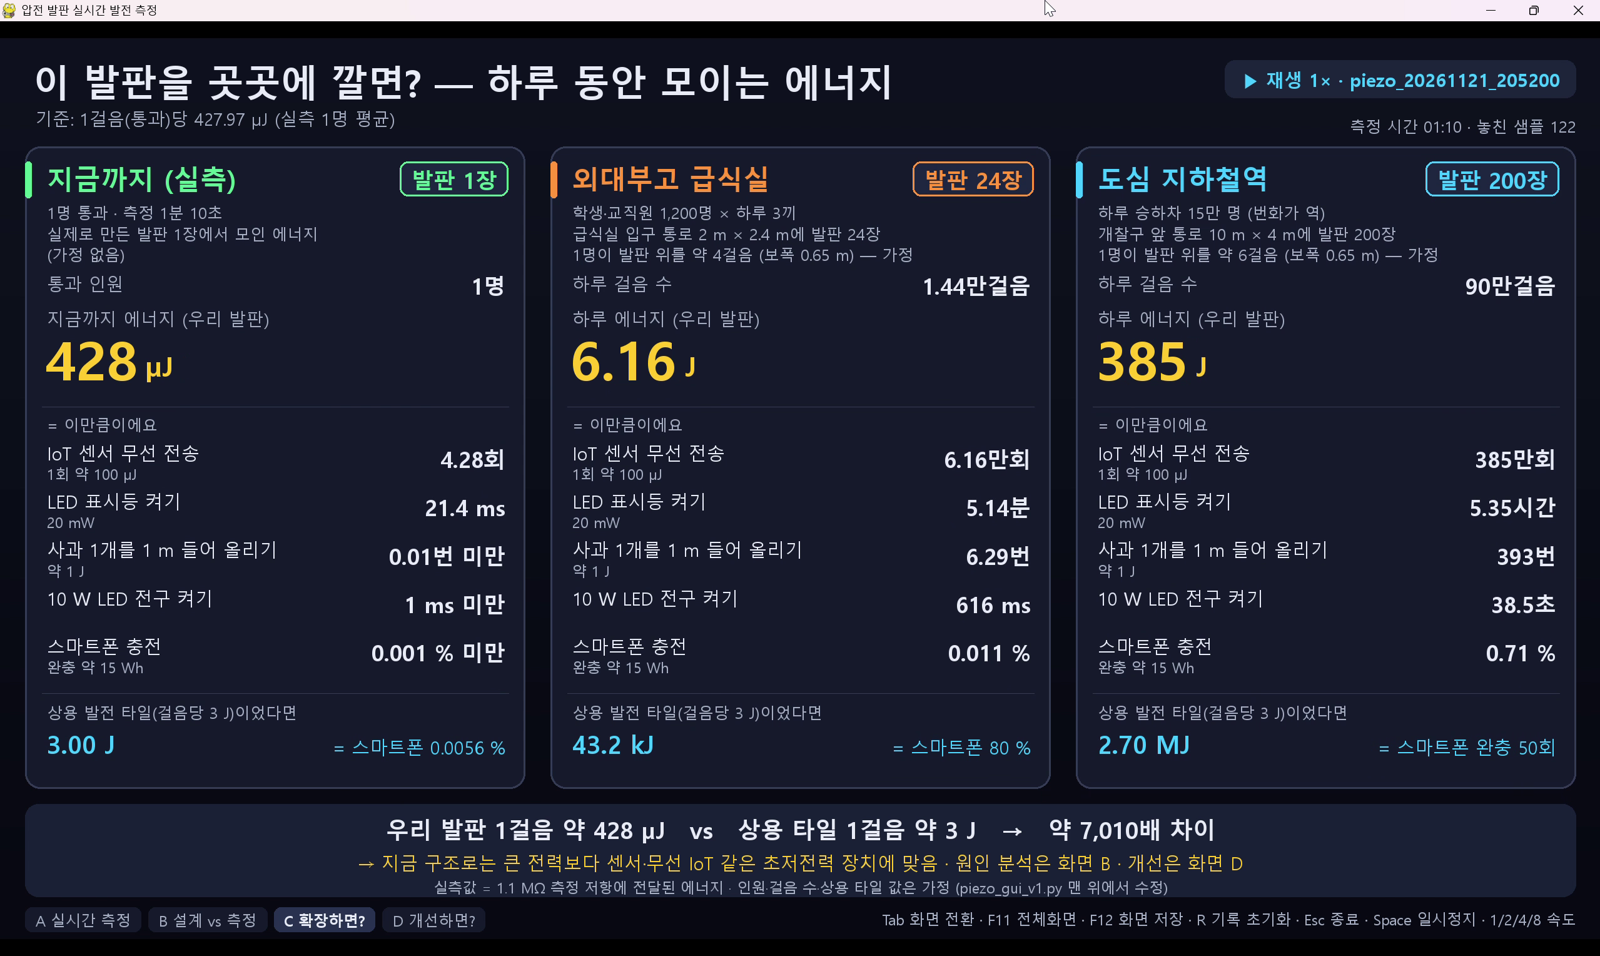 압전 발판 실시간 발전 측정
이 발판을 곳곳에 깔면? — 하루 동안 모이는 에너지
▶ 재생 1× · piezo_20261121_205200
기준: 1걸음(통과)당 427.97 µJ (실측 1명 평균)
측정 시간 01:10 · 놓친 샘플 122
지금까지 (실측)
발판 1장
1명 통과 · 측정 1분 10초
실제로 만든 발판 1장에서 모인 에너지
(가정 없음)
통과 인원
1명
지금까지 에너지 (우리 발판)
428 µJ
= 이만큼이에요
IoT 센서 무선 전송
1회 약 100 µJ
4.28회
LED 표시등 켜기
20 mW
21.4 ms
사과 1개를 1 m 들어 올리기
약 1 J
0.01번 미만
10 W LED 전구 켜기
1 ms 미만
스마트폰 충전
완충 약 15 Wh
0.001 % 미만
상용 발전 타일(걸음당 3 J)이었다면
3.00 J
= 스마트폰 0.0056 %
외대부고 급식실
발판 24장
학생·교직원 1,200명 × 하루 3끼
급식실 입구 통로 2 m × 2.4 m에 발판 24장
1명이 발판 위를 약 4걸음 (보폭 0.65 m) — 가정
하루 걸음 수
1.44만걸음
하루 에너지 (우리 발판)
6.16 J
= 이만큼이에요
IoT 센서 무선 전송
1회 약 100 µJ
6.16만회
LED 표시등 켜기
20 mW
5.14분
사과 1개를 1 m 들어 올리기
약 1 J
6.29번
10 W LED 전구 켜기
616 ms
스마트폰 충전
완충 약 15 Wh
0.011 %
상용 발전 타일(걸음당 3 J)이었다면
43.2 kJ
= 스마트폰 80 %
도심 지하철역
발판 200장
하루 승하차 15만 명 (번화가 역)
개찰구 앞 통로 10 m × 4 m에 발판 200장
1명이 발판 위를 약 6걸음 (보폭 0.65 m) — 가정
하루 걸음 수
90만걸음
하루 에너지 (우리 발판)
385 J
= 이만큼이에요
IoT 센서 무선 전송
1회 약 100 µJ
385만회
LED 표시등 켜기
20 mW
5.35시간
사과 1개를 1 m 들어 올리기
약 1 J
393번
10 W LED 전구 켜기
38.5초
스마트폰 충전
완충 약 15 Wh
0.71 %
상용 발전 타일(걸음당 3 J)이었다면
2.70 MJ
= 스마트폰 완충 50회
우리 발판 1걸음 약 428 µJ vs 상용 타일 1걸음 약 3 J → 약 7,010배 차이
→ 지금 구조로는 큰 전력보다 센서·무선 IoT 같은 초저전력 장치에 맞음 · 원인 분석은 화면 B · 개선은 화면 D
실측값 = 1.1 MΩ 측정 저항에 전달된 에너지 · 인원·걸음 수·상용 타일 값은 가정 (piezo_gui_v1.py 맨 위에서 수정)
A 실시간 측정
B 설계 vs 측정
C 확장하면?
D 개선하면?
Tab 화면 전환 · F11 전체화면 · F12 화면 저장 · R 기록 초기화 · Esc 종료 · Space 일시정지 · 1/2/4/8 속도